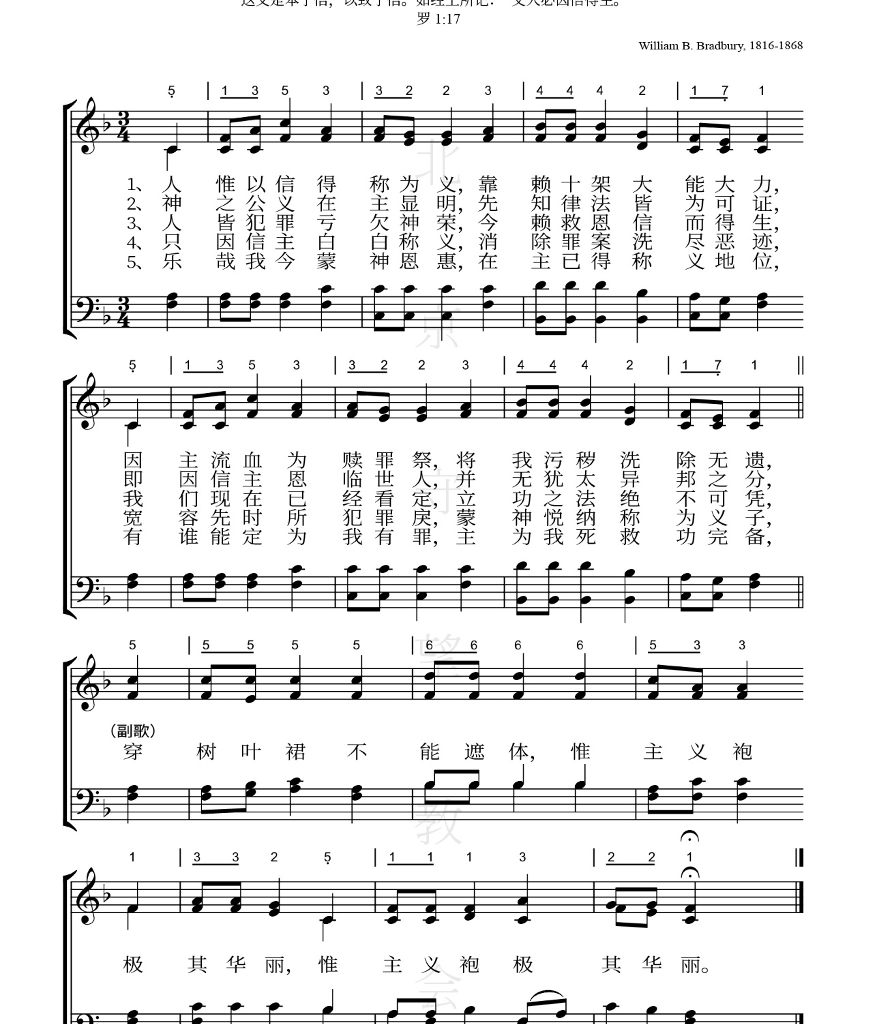 罗 1:17
William B. Bradbury, 1816-1868
5 1 3 5 3 3 2 2 3 4 4 4 2 1 7 1
1、人 惟以信得 称为义，靠 赖十架大 能大力，
2、神 之公义在 主显明，先 知律法皆 为可证，
3、人 皆犯罪亏 欠神荣，今 赖救恩信 而得生，
4、只 因信主白 白称义，消 除罪案洗 尽恶迹，
5、乐 哉我今蒙 神恩惠，在 主已得称 义地位，
5 1 3 5 3 3 2 2 3 4 4 4 2 1 7 1
因 主流血为 赎罪祭，将 我污秽洗 除无遗，
即 因信主恩 临世人，并 无犹太异 邦之分，
我 们现在已 经看定，立 功之法绝 不可凭，
宽 容先时所 犯罪戾，蒙 神悦纳称 为义子，
有 谁能定为 我有罪，主 为我死救 功完备，
5 5 5 5 5 6 6 6 6 5 3 3
（副歌）
穿 树叶裙不 能遮体，惟 主义袍
1 3 3 2 5 1 1 1 3 2 2 1
极 其华丽，惟 主义袍极 其华丽。